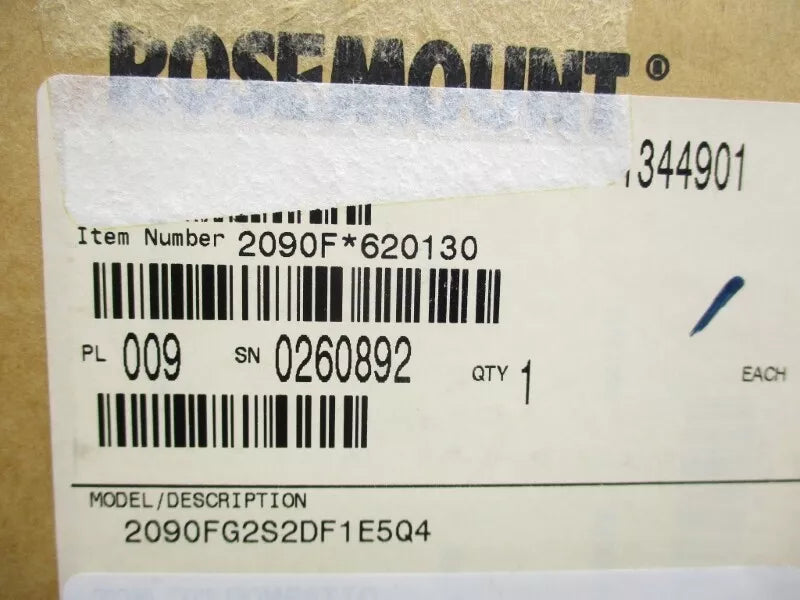 ROSEMOUNT®
1344901
Item Number 2090F*620130
PL 009 SN 0260892 QTY 1 EACH
MODEL/DESCRIPTION
2090FG2S2DF1E5Q4